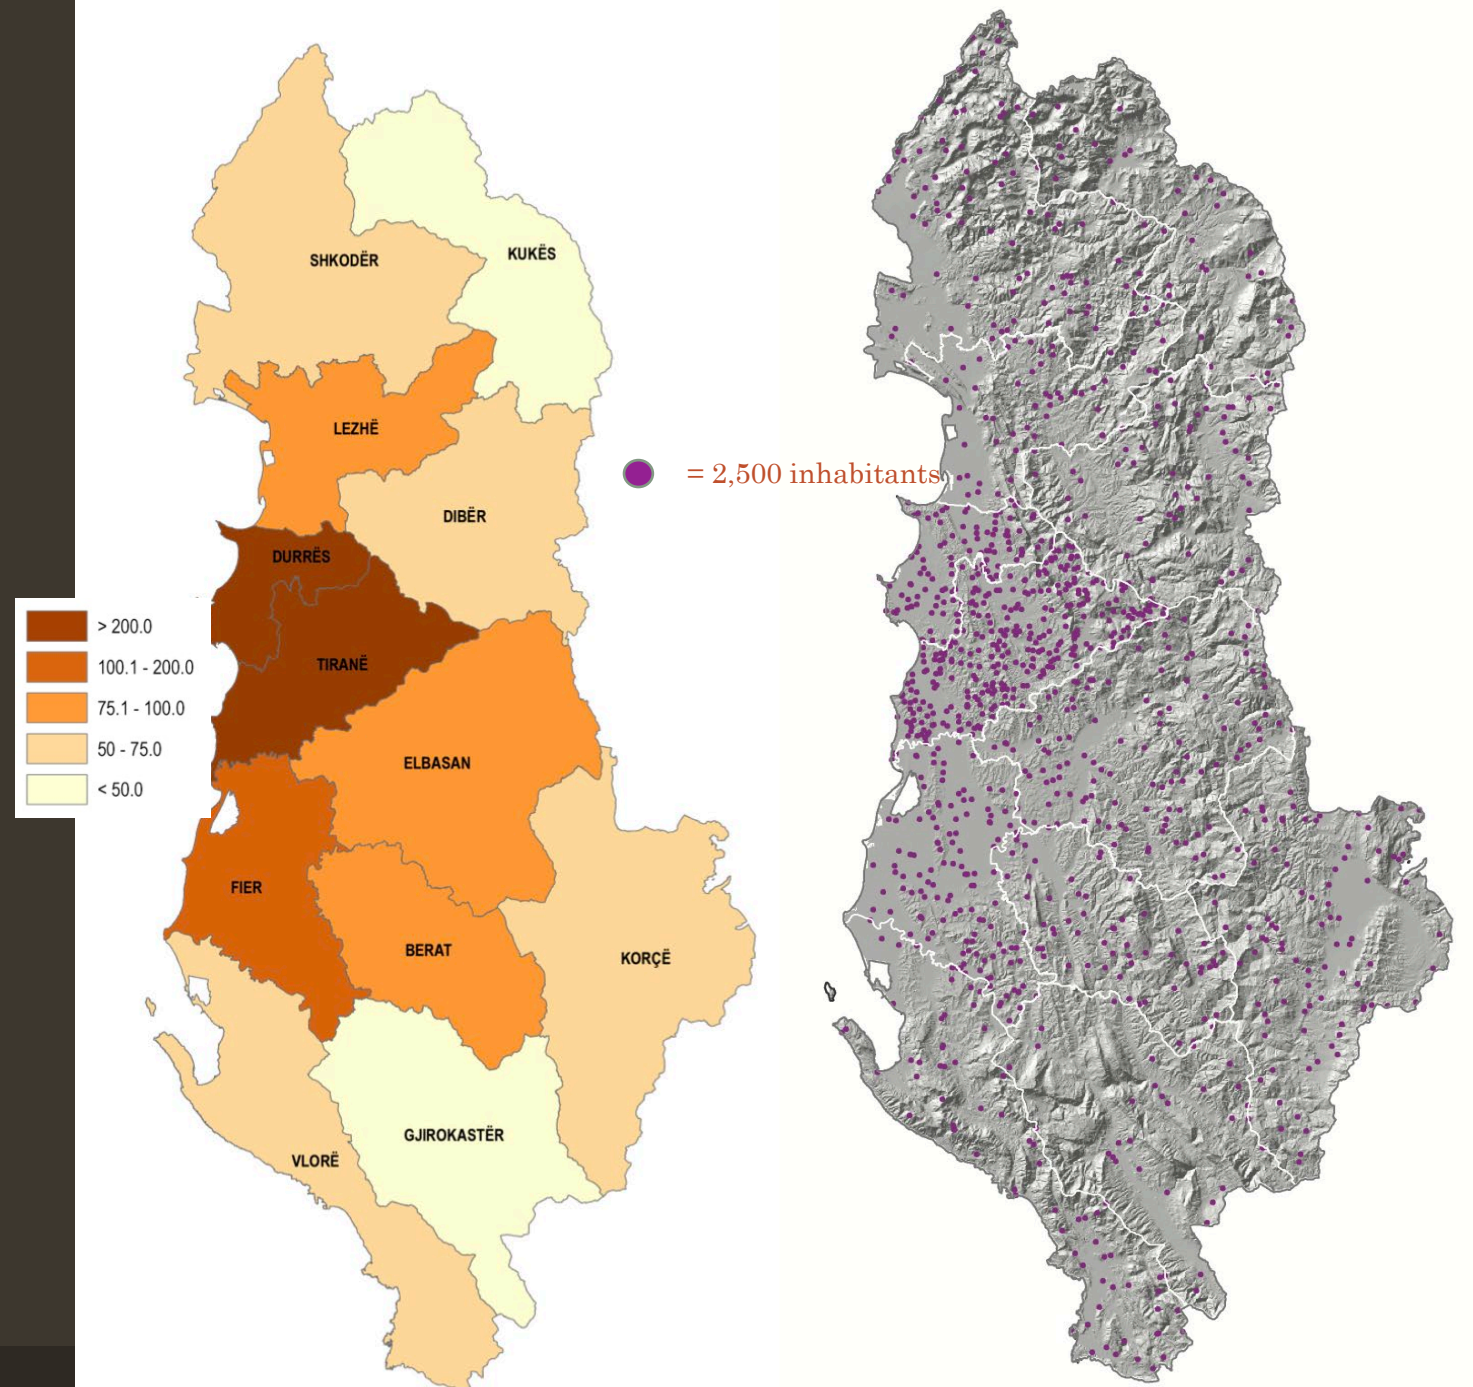 SHKODËR
KUKËS
LEZHË
= 2,500 inhabitants
DIBËR
DURRËS
> 200.0
100.1 - 200.0
75.1 - 100.0
50 - 75.0
< 50.0
TIRANË
ELBASAN
FIER
BERAT
KORÇË
GJIROKASTËR
VLORË